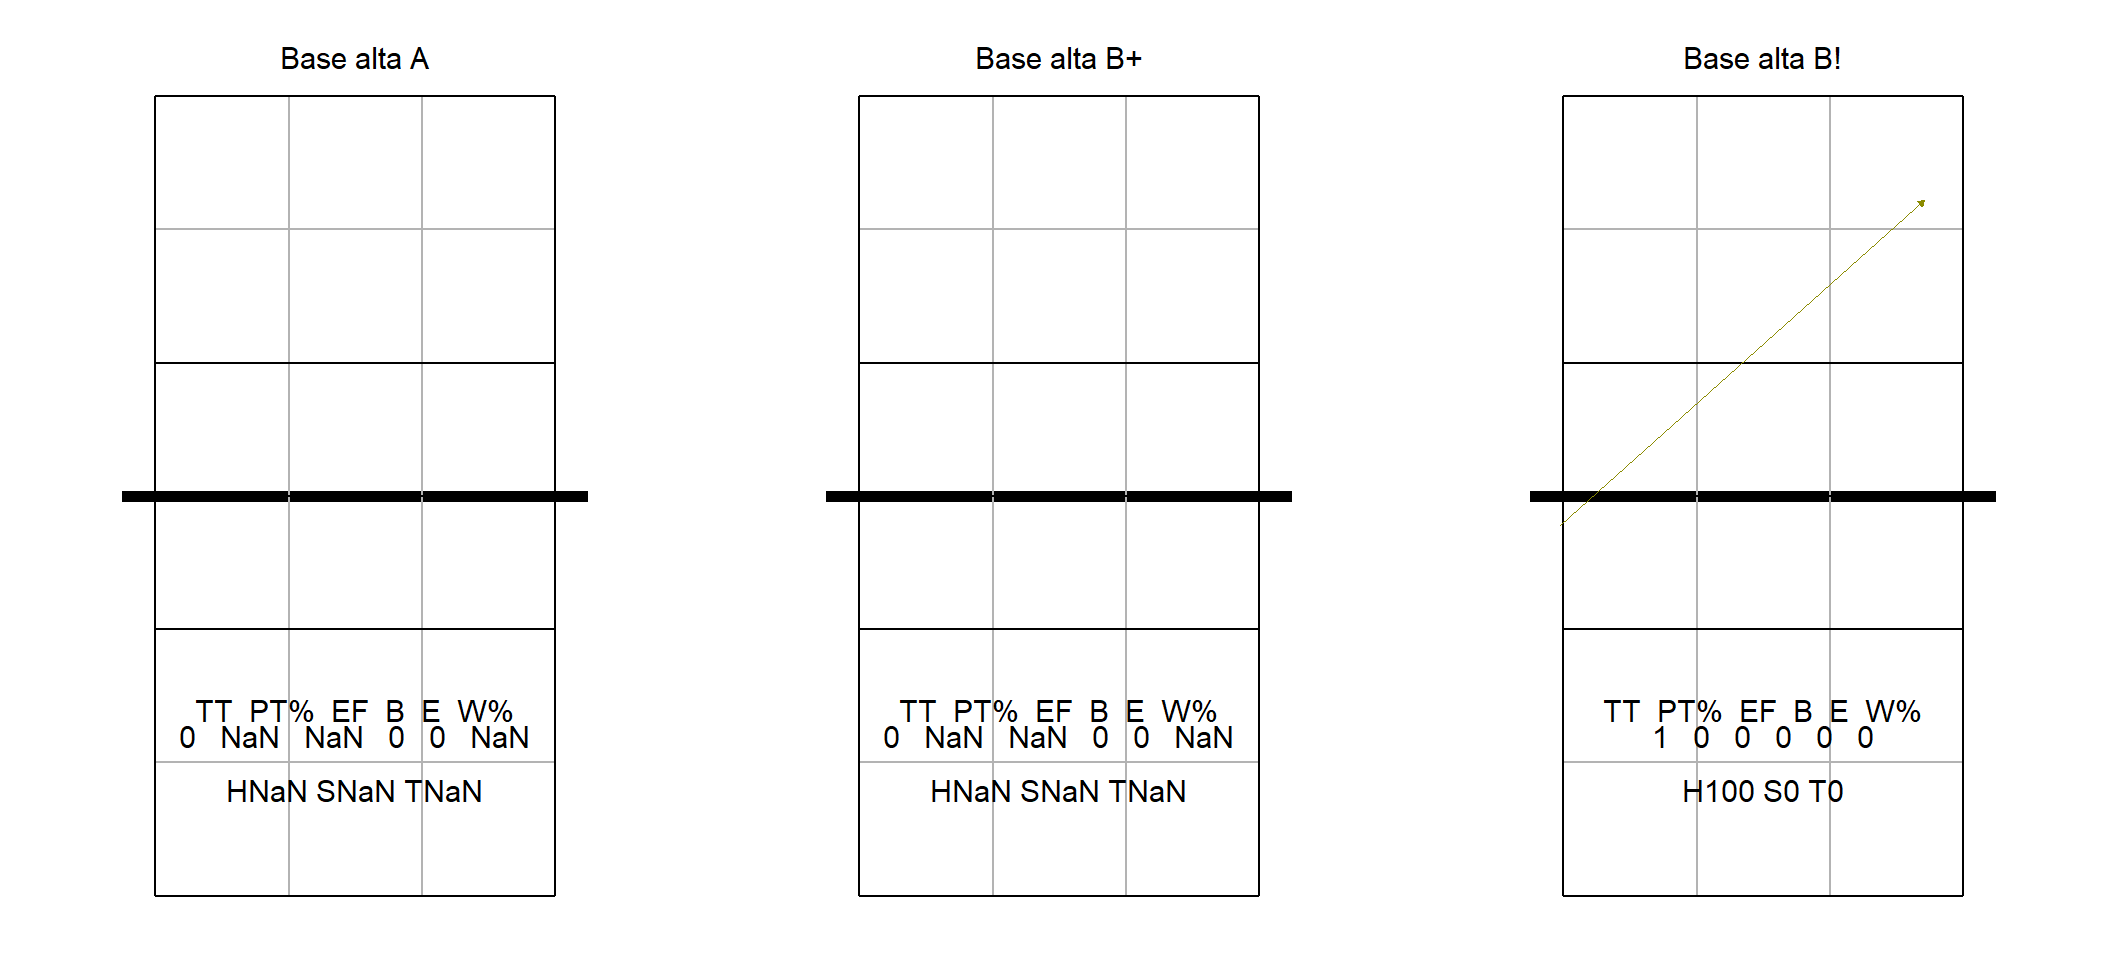 Base alta A
TT PT% EF B E W%
0 NaN NaN 0 0 NaN
HNaN SNaN TNaN
Base alta B+
TT PT% EF B E W%
0 NaN NaN 0 0 NaN
HNaN SNaN TNaN
Base alta B!
TT PT% EF B E W%
1 0 0 0 0 0
H100 S0 T0